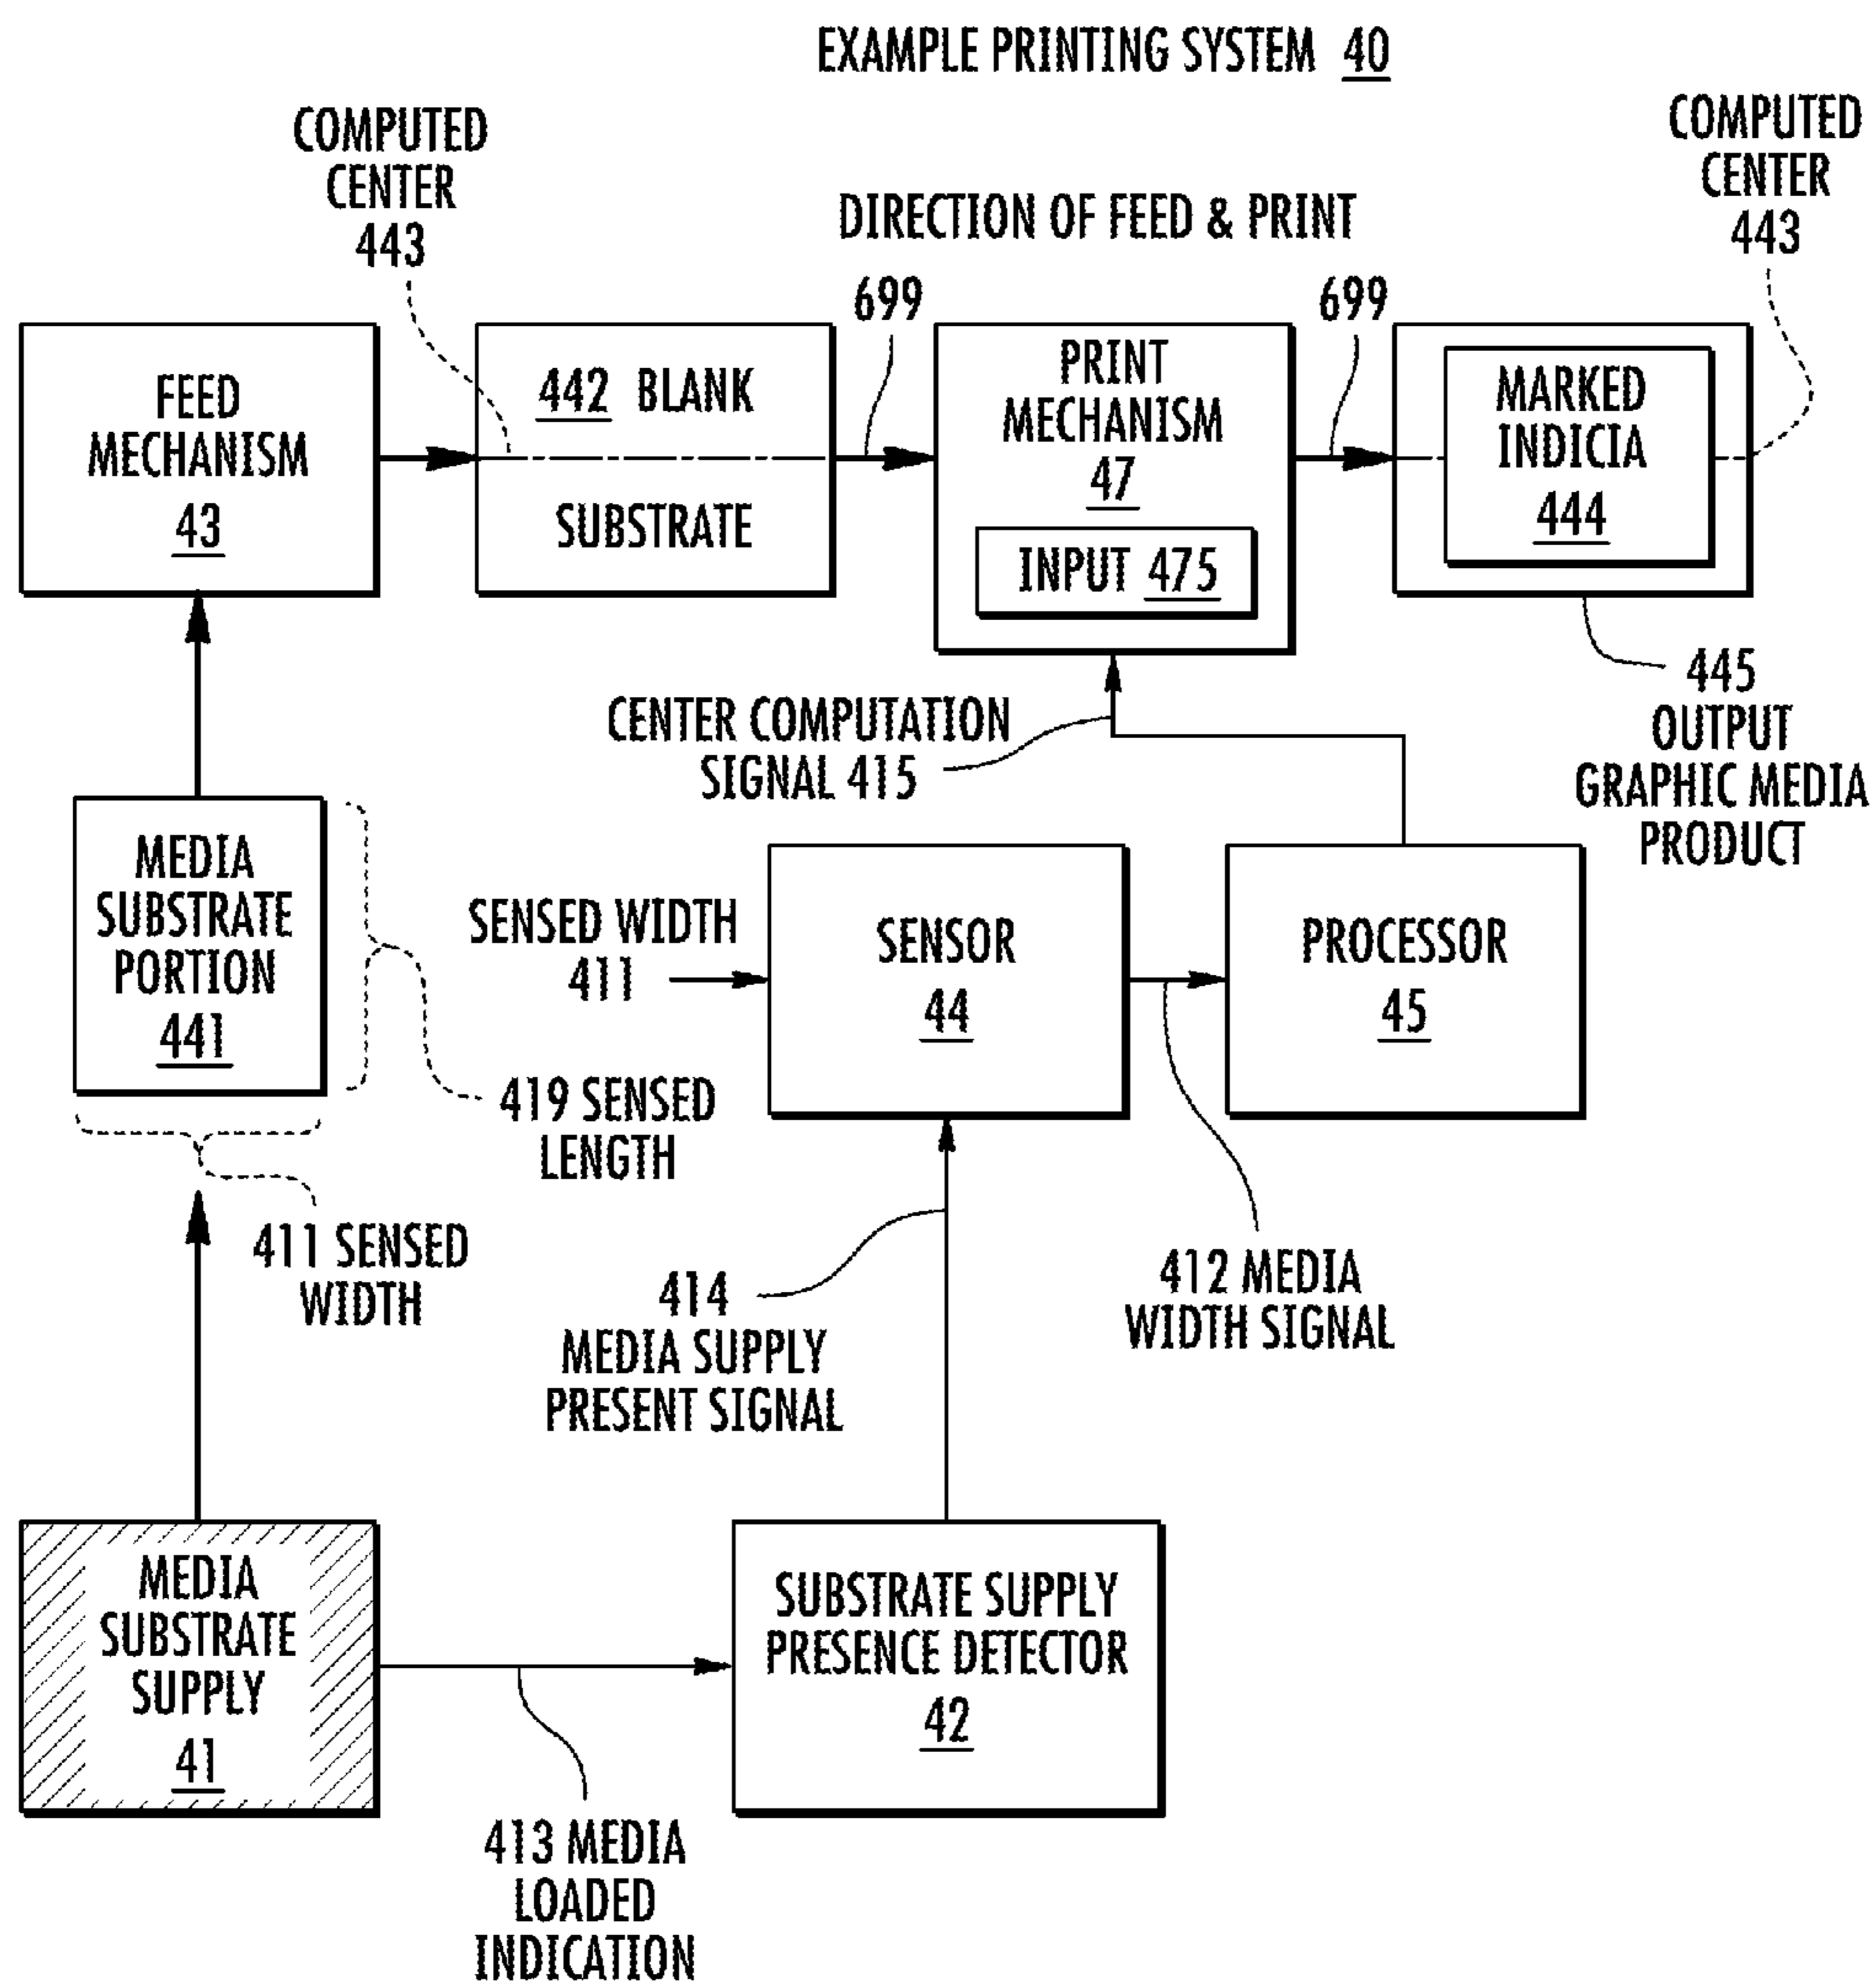 EXAMPLE PRINTING SYSTEM 40
COMPUTED
CENTER
443
COMPUTED
CENTER
443
DIRECTION OF FEED & PRINT
699
699
FEED
MECHANISM
43
442 BLANK
SUBSTRATE
PRINT
MECHANISM
47
INPUT 475
MARKED
INDICIA
444
445
OUTPUT
GRAPHIC MEDIA
PRODUCT
CENTER COMPUTATION
SIGNAL 415
MEDIA
SUBSTRATE
PORTION
441
SENSED WIDTH
411
SENSOR
44
PROCESSOR
45
419 SENSED
LENGTH
411 SENSED
WIDTH
414
MEDIA SUPPLY
PRESENT SIGNAL
412 MEDIA
WIDTH SIGNAL
MEDIA
SUBSTRATE
SUPPLY
41
SUBSTRATE SUPPLY
PRESENCE DETECTOR
42
413 MEDIA
LOADED
INDICATION